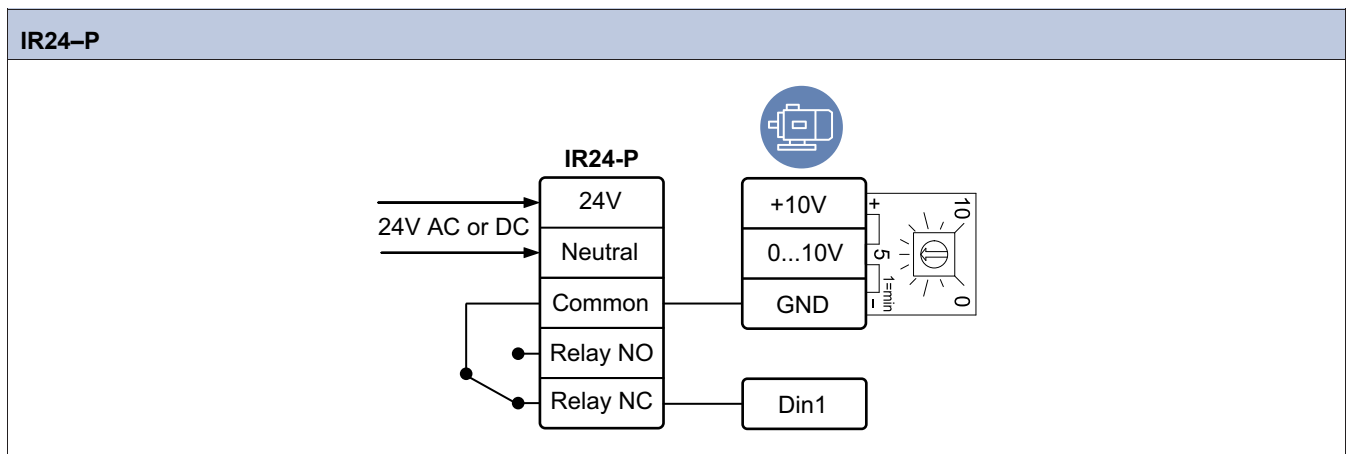 IR24–P
IR24-P
24V AC or DC
24V
Neutral
Common
Relay NO
Relay NC
+10V
0...10V
GND
Din1
+
-
10
5
1=min
0